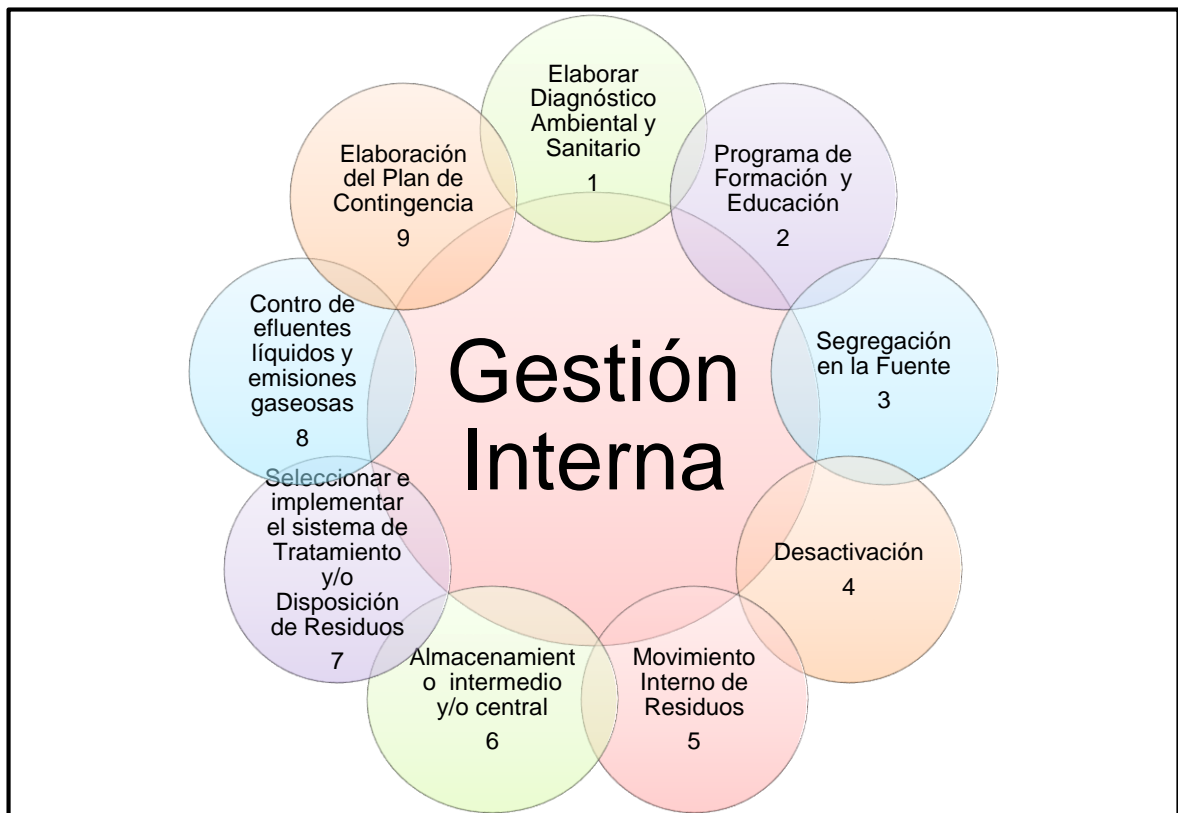 Elaborar
Diagnóstico
Ambiental y
Sanitario
1
Programa de
Formación y
Educación
2
Segregación
en la Fuente
3
Desactivación
4
Movimiento
Interno de
Residuos
5
Almacenamient
o intermedio
y/o central
6
Seleccionar e
implementar
el sistema de
Tratamiento
y/o
Disposición
de Residuos
7
Contro de
efluentes
líquidos y
emisiones
gaseosas
8
Elaboración
del Plan de
Contingencia
9
Gestión
Interna